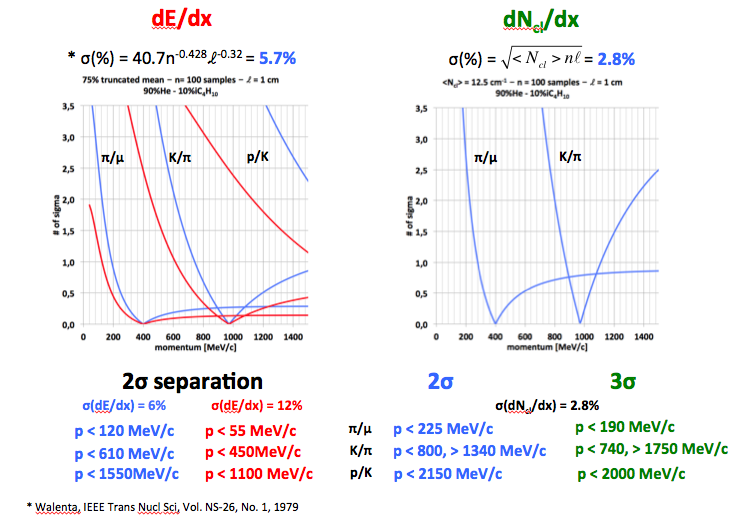 dE/dx
* σ(%) = 40.7n-0.428 ℓ-0.32 = 5.7%
75% truncated mean – n= 100 samples – ℓ = 1 cm
90%He - 10%iC4H10
3,5
3,0
2,5
2,0
1,5
1,0
0,5
0,0
# of sigma
π/μ
K/π
p/K
0 200 400 600 800 1000 1200 1400
momentum [MeV/c]
dNcl/dx
σ(%) = √< Ncl > nℓ = 2.8%
<Ncl> = 12.5 cm-1 – n = 100 samples – ℓ = 1 cm
90%He - 10%iC4H10
3,5
3,0
2,5
2,0
1,5
1,0
0,5
0,0
# of sigma
π/μ
K/π
0 200 400 600 800 1000 1200 1400
momentum [MeV/c]
2σ separation
σ(dE/dx) = 6% σ(dE/dx) = 12%
p < 120 MeV/c p < 55 MeV/c
p < 610 MeV/c p < 450MeV/c
p < 1550MeV/c p < 1100 MeV/c
2σ 3σ
σ(dNcl/dx) = 2.8%
π/μ p < 225 MeV/c p < 190 MeV/c
K/π p < 800, > 1340 MeV/c p < 740, > 1750 MeV/c
p/K p < 2150 MeV/c p < 2000 MeV/c
* Walenta, IEEE Trans Nucl Sci, Vol. NS-26, No. 1, 1979